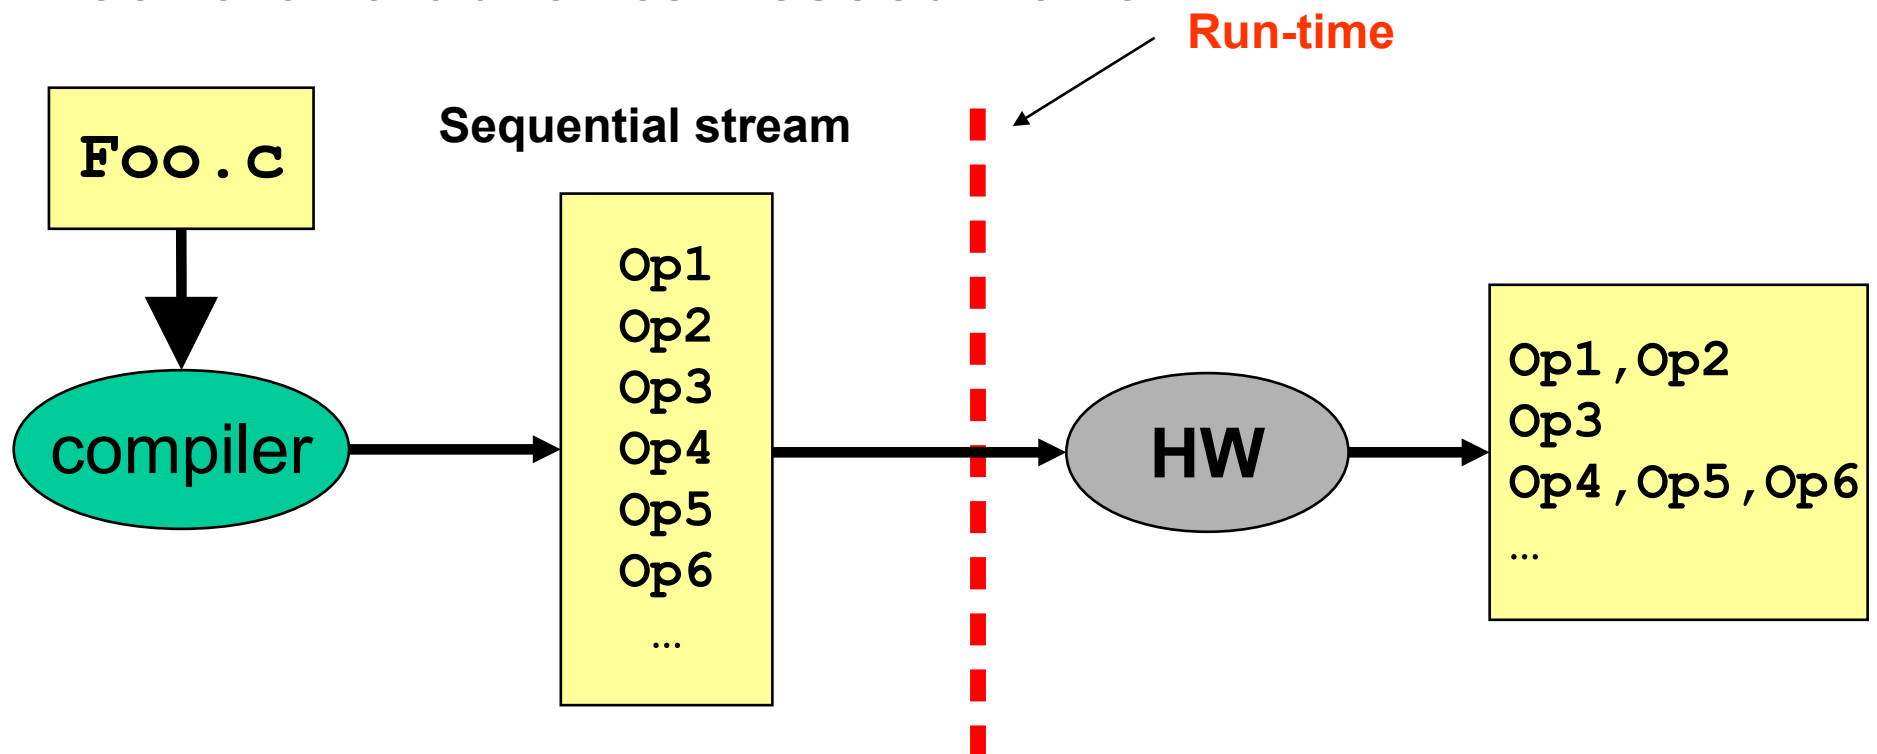 Run-time
Foo.c
Sequential stream
Op1
Op2
Op3
Op4
Op5
Op6
…
compiler
HW
Op1,Op2
Op3
Op4,Op5,Op6
…